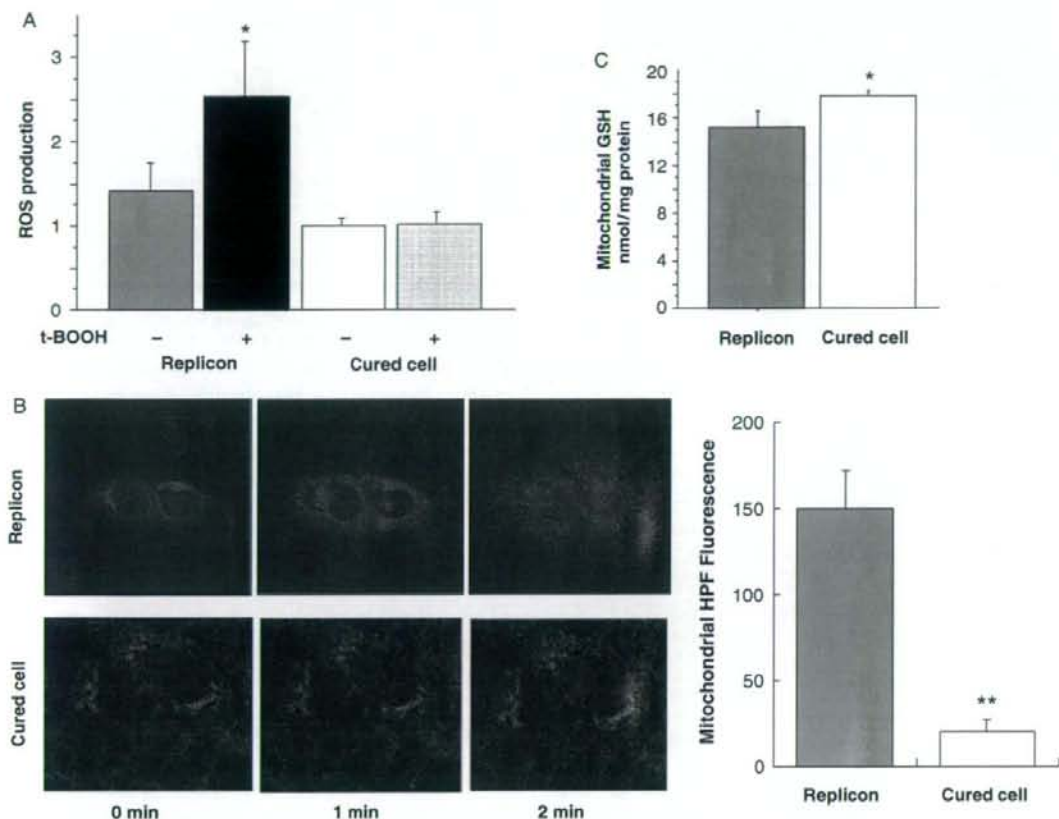 A
*
ROS production
3
2
1
0
t-BOOH
− + − +
Replicon Cured cell
C
*
Mitochondrial GSH
nmol/mg protein
20
16
12
8
4
0
Replicon Cured cell
B
Replicon
Cured cell
0 min 1 min 2 min
Mitochondrial HPF Fluorescence
200
150
100
50
0
**
Replicon Cured cell